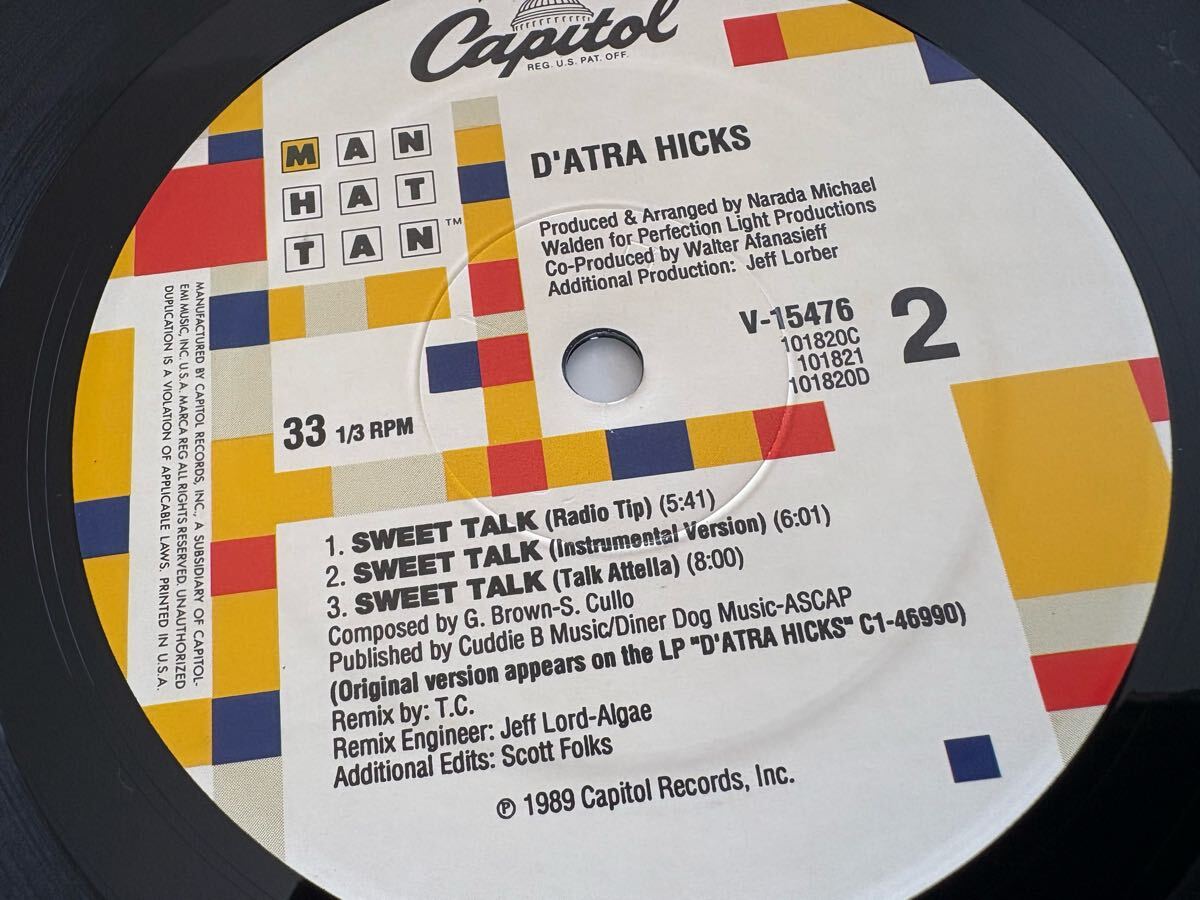 Capitol
REG. U.S. PAT. OFF.
MAN
HAT
TAN™
D'ATRA HICKS
Produced & Arranged by Narada Michael
Walden for Perfection Light Productions
Co-Produced by Walter Afanasieff
Additional Production: Jeff Lorber
V-15476
101820C
101821
101820D
2
33 1/3 RPM
1. SWEET TALK (Radio Tip) (5:41)
2. SWEET TALK (Instrumental Version) (6:01)
3. SWEET TALK (Talk Attella) (8:00)
Composed by G. Brown-S. Cullo
Published by Cuddie B Music/Diner Dog Music-ASCAP
(Original version appears on the LP "D'ATRA HICKS" C1-46990)
Remix by: T.C.
Remix Engineer: Jeff Lord-Algae
Additional Edits: Scott Folks
℗ 1989 Capitol Records, Inc.
MANUFACTURED BY CAPITOL RECORDS, INC., A SUBSIDIARY OF CAPITOL-
EMI MUSIC, INC. U.S.A. MARCA REG ALL RIGHTS RESERVED. UNAUTHORIZED
DUPLICATION IS A VIOLATION OF APPLICABLE LAWS. PRINTED IN U.S.A.